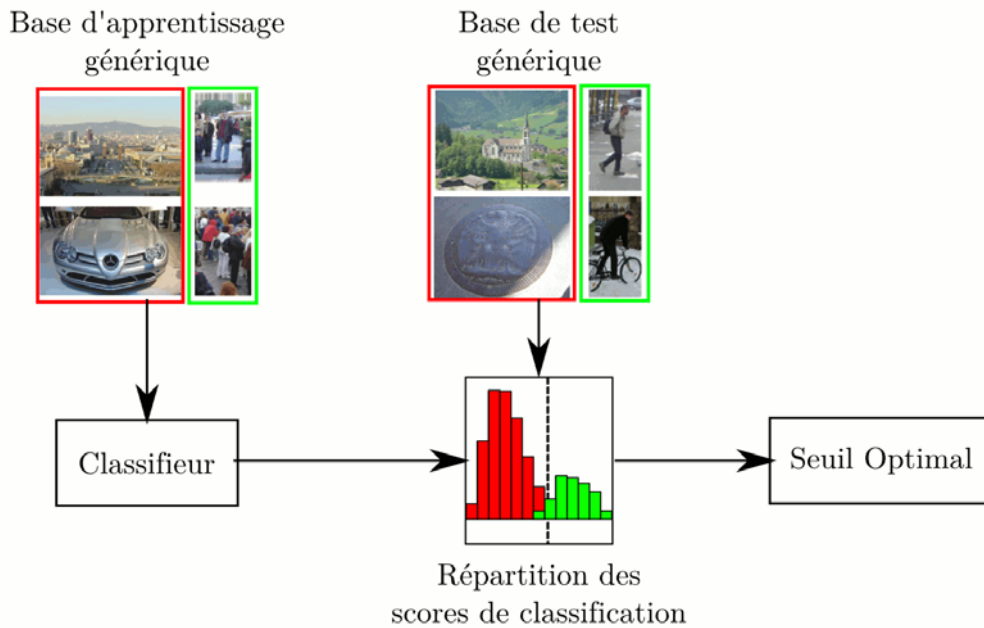 Base d'apprentissage
générique
Base de test
générique
Classifieur
Seuil Optimal
Répartition des
scores de classification